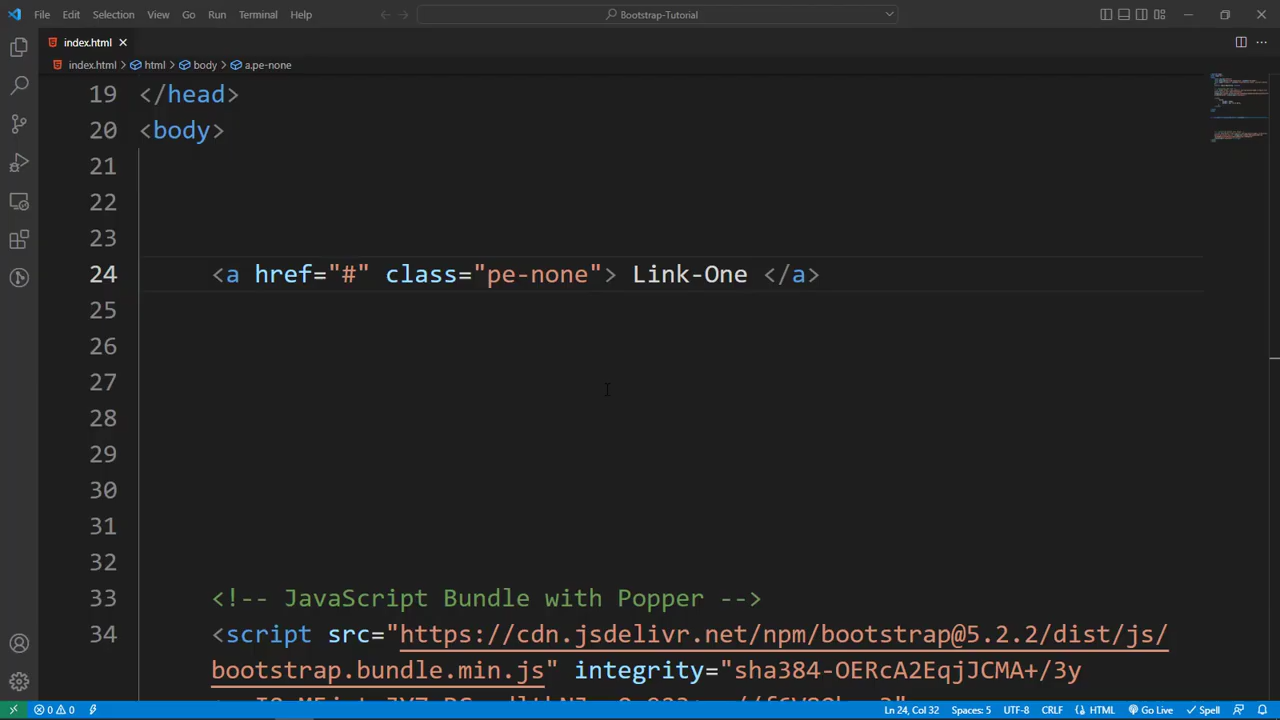 File Edit Selection View Go Run Terminal Help
Bootstrap-Tutorial
index.html
index.html > html > body > a.pe-none
19 </head>
20 <body>
21
22
23
24 <a href="#" class="pe-none"> Link-One </a>
25
26
27
28
29
30
31
32
33 <!-- JavaScript Bundle with Popper -->
34 <script src="https://cdn.jsdelivr.net/npm/bootstrap@5.2.2/dist/js/
bootstrap.bundle.min.js" integrity="sha384-OERcA2EqjJCMA+/3y
0 0 Ln 24, Col 32 Spaces: 5 UTF-8 CRLF HTML Go Live Spell